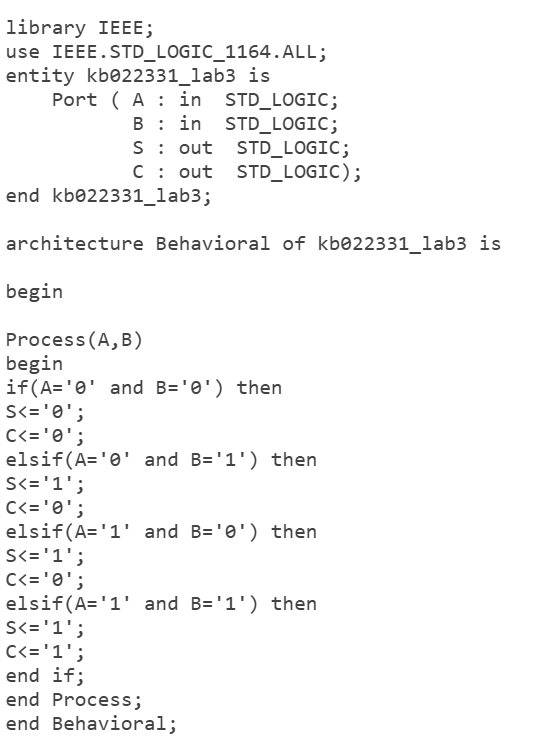 library IEEE;
use IEEE.STD_LOGIC_1164.ALL;
entity kb022331_lab3 is
    Port ( A : in  STD_LOGIC;
           B : in  STD_LOGIC;
           S : out  STD_LOGIC;
           C : out  STD_LOGIC);
end kb022331_lab3;

architecture Behavioral of kb022331_lab3 is

begin

Process(A,B)
begin
if(A='0' and B='0') then
S<='0';
C<='0';
elsif(A='0' and B='1') then
S<='1';
C<='0';
elsif(A='1' and B='0') then
S<='1';
C<='0';
elsif(A='1' and B='1') then
S<='1';
C<='1';
end if;
end Process;
end Behavioral;